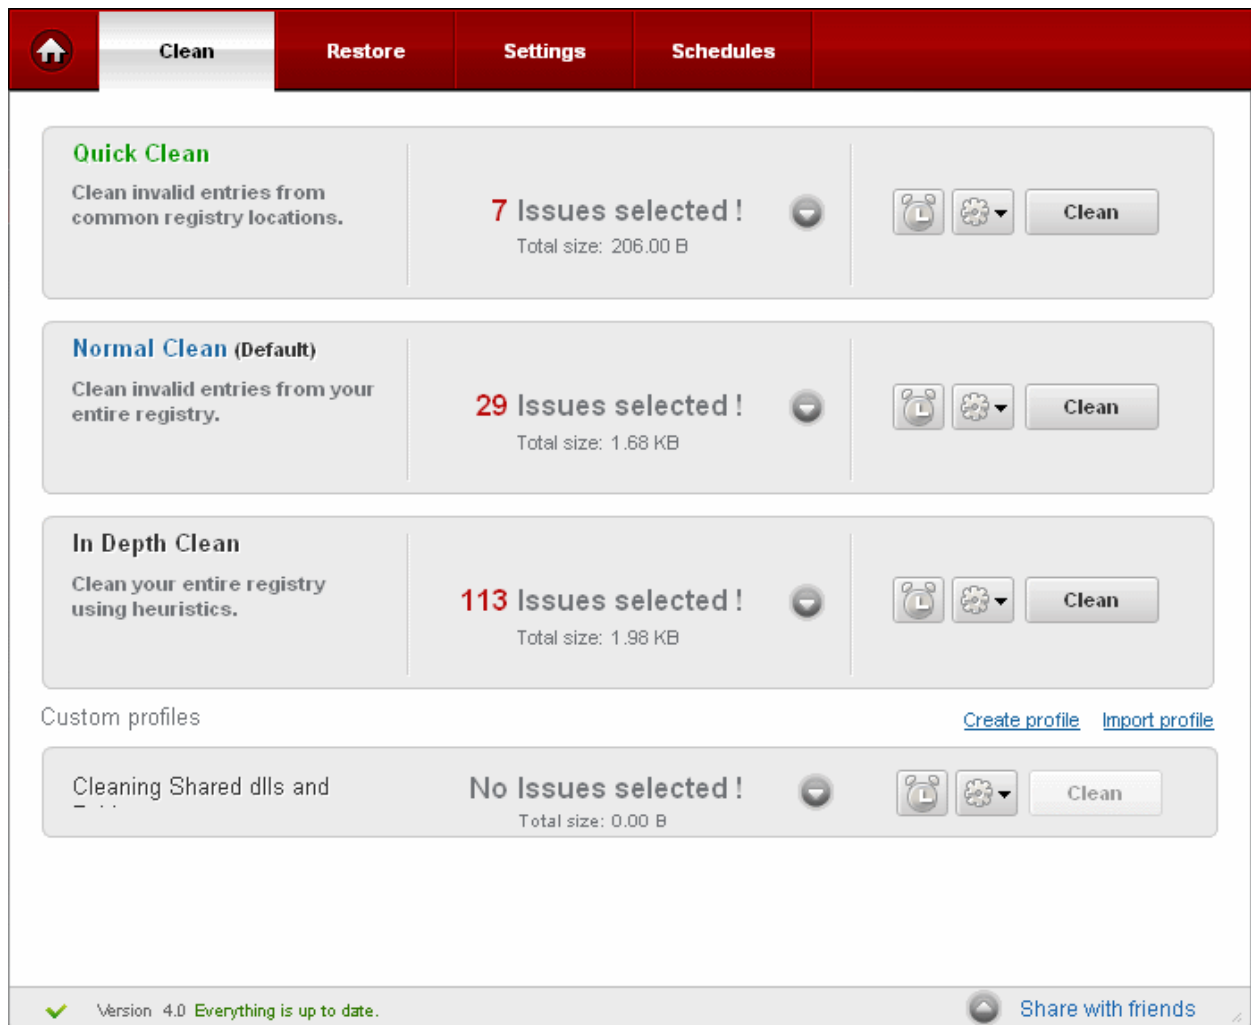 Clean Restore Settings Schedules
Quick Clean
Clean invalid entries from
common registry locations.
7 Issues selected !
Total size: 206.00 B
Clean
Normal Clean (Default)
Clean invalid entries from your
entire registry.
29 Issues selected !
Total size: 1.68 KB
Clean
In Depth Clean
Clean your entire registry
using heuristics.
113 Issues selected !
Total size: 1.98 KB
Clean
Custom profiles
Create profile Import profile
Cleaning Shared dlls and
No Issues selected !
Total size: 0.00 B
Clean
Version 4.0 Everything is up to date.
Share with friends